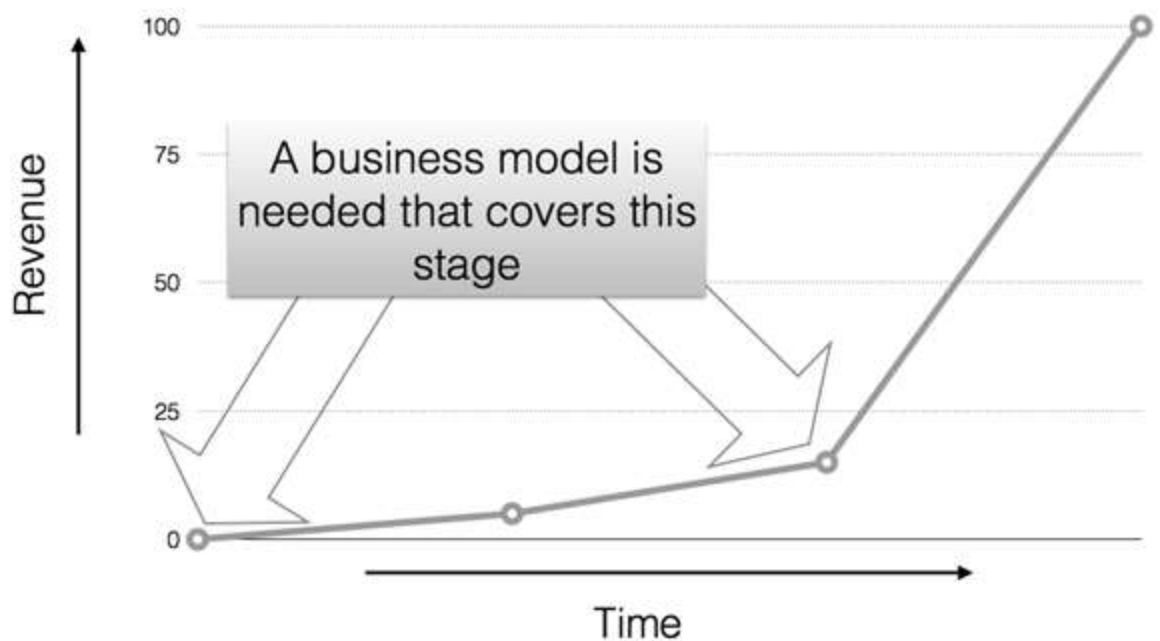 100
A business model is
needed that covers this
stage
75
50
25
0
Revenue
Time